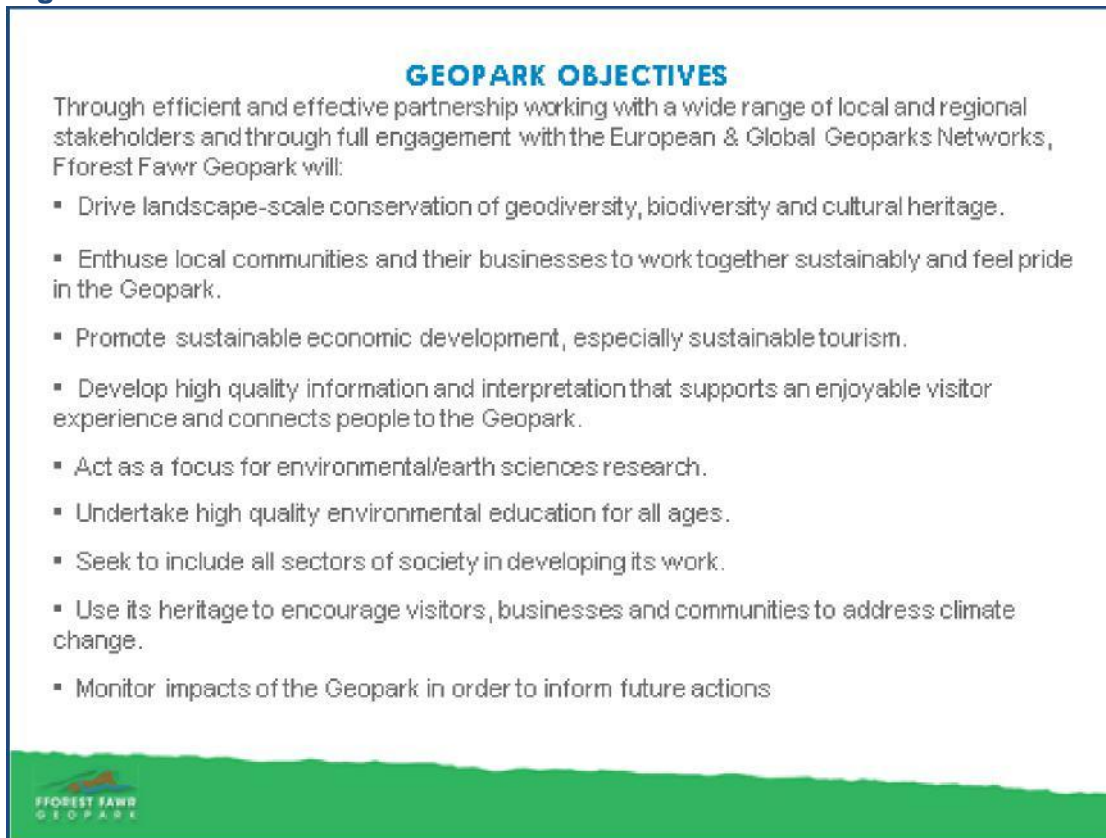 GEOPARK OBJECTIVES
Through efficient and effective partnership working with a wide range of local and regional
stakeholders and through full engagement with the European & Global Geoparks Networks,
Fforest Fawr Geopark will:
▪ Drive landscape-scale conservation of geodiversity, biodiversity and cultural heritage.
▪ Enthuse local communities and their businesses to work together sustainably and feel pride
in the Geopark.
▪ Promote sustainable economic development, especially sustainable tourism.
▪ Develop high quality information and interpretation that supports an enjoyable visitor
experience and connects people to the Geopark.
▪ Act as a focus for environmental/earth sciences research.
▪ Undertake high quality environmental education for all ages.
▪ Seek to include all sectors of society in developing its work.
▪ Use its heritage to encourage visitors, businesses and communities to address climate
change.
▪ Monitor impacts of the Geopark in order to inform future actions
FFOREST FAWR
GEOPARK